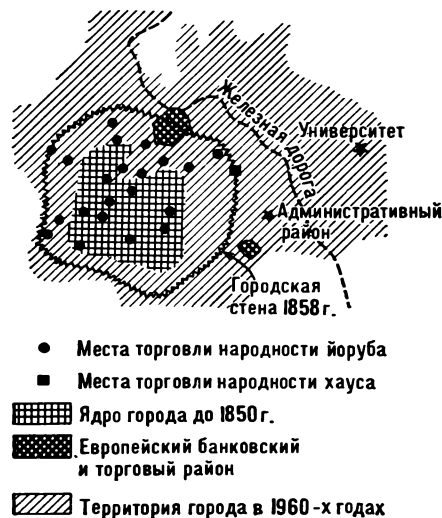 Железная дорога
Университет
Административный
район
Городская
стена 1858 г.
Места торговли народности йоруба
Места торговли народности хауса
Ядро города до 1850 г.
Европейский банковский
и торговый район
Территория города в 1960-х годах